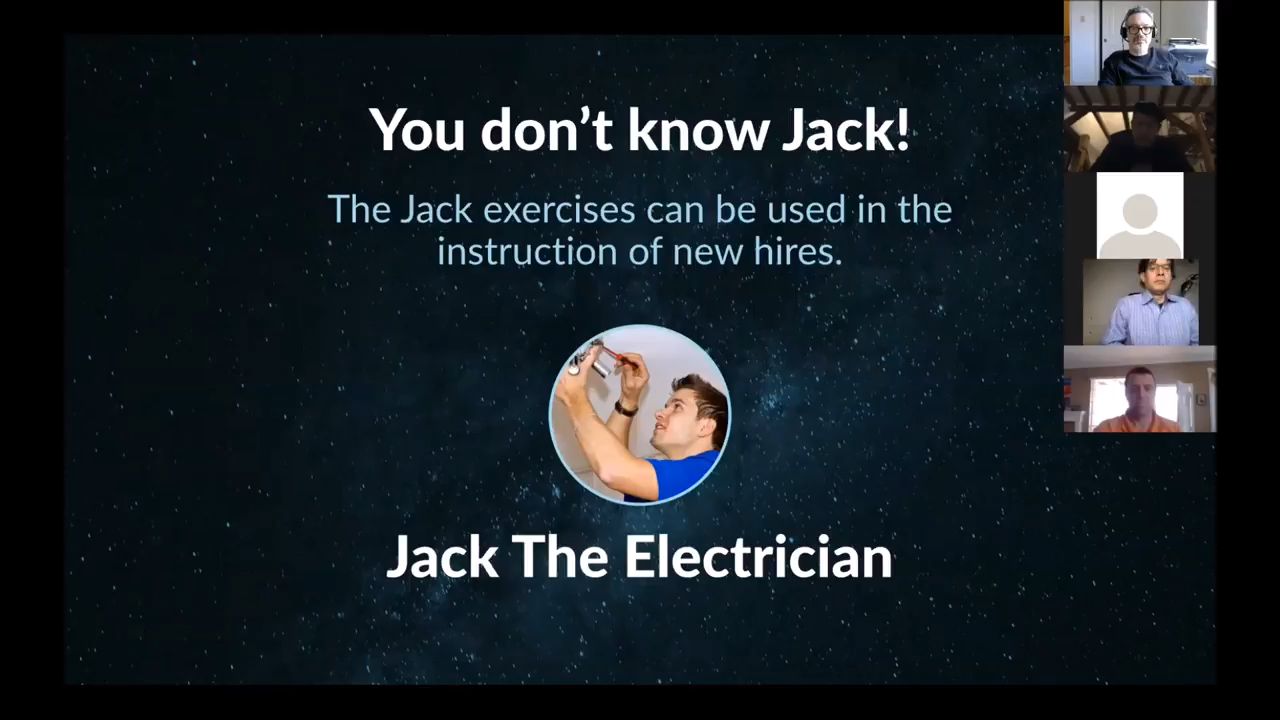 You don’t know Jack!
The Jack exercises can be used in the
instruction of new hires.
Jack The Electrician